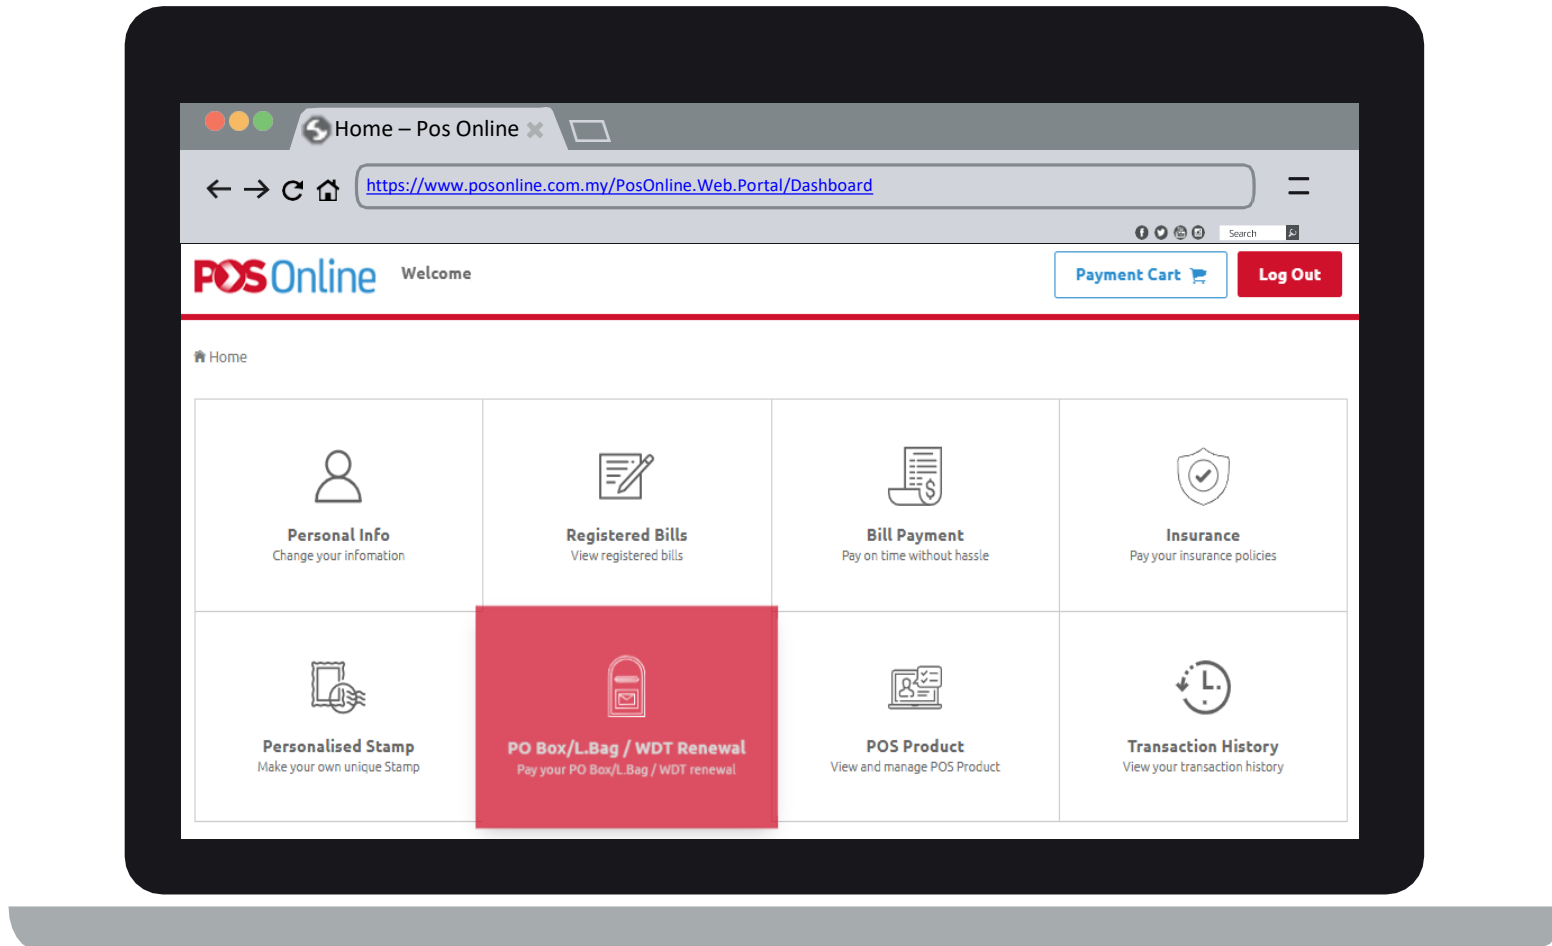 Home – Pos Online
https://www.posonline.com.my/PosOnline.Web.Portal/Dashboard
Search
POS Online Welcome Payment Cart Log Out
Home
Personal Info
Change your infomation
Registered Bills
View registered bills
Bill Payment
Pay on time without hassle
Insurance
Pay your insurance policies
Personalised Stamp
Make your own unique Stamp
PO Box/L.Bag / WDT Renewal
Pay your PO Box/L.Bag / WDT renewal
POS Product
View and manage POS Product
Transaction History
View your transaction history